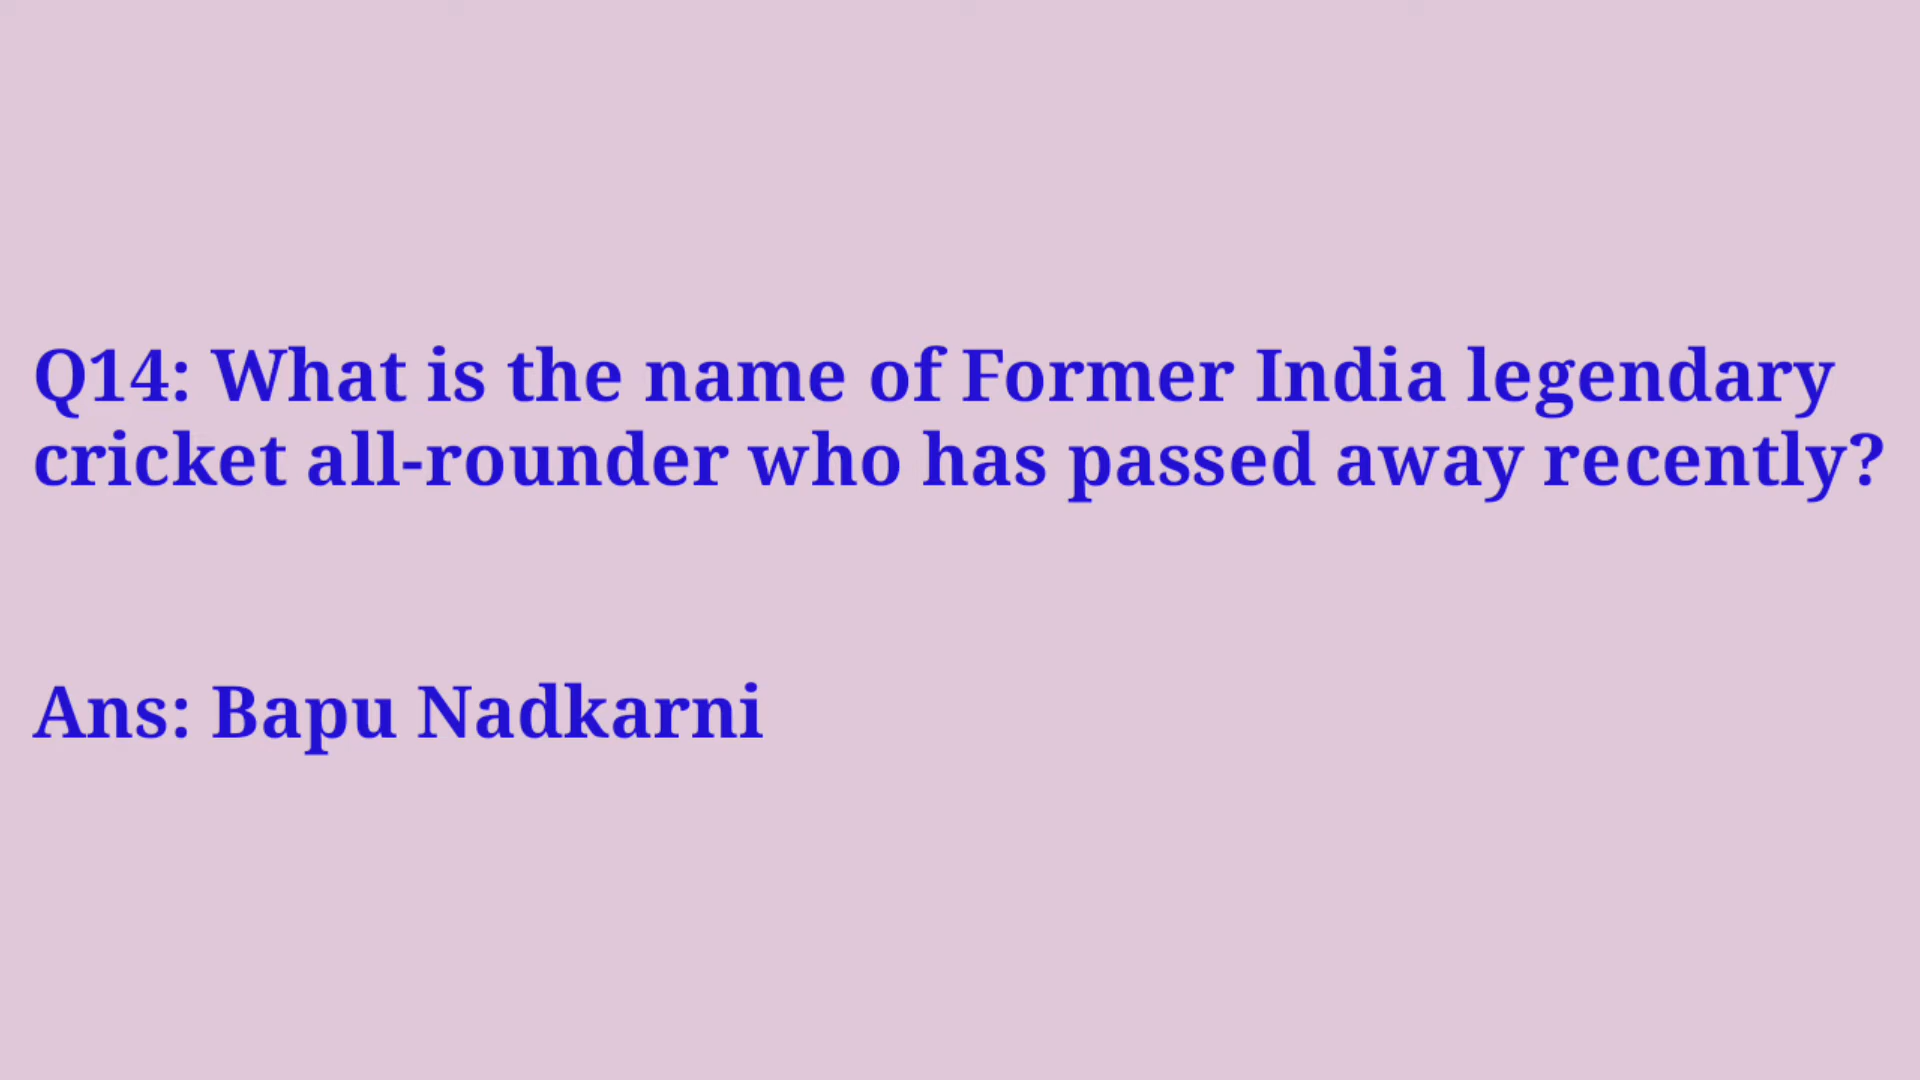 Q14: What is the name of Former India legendary
cricket all-rounder who has passed away recently?
Ans: Bapu Nadkarni